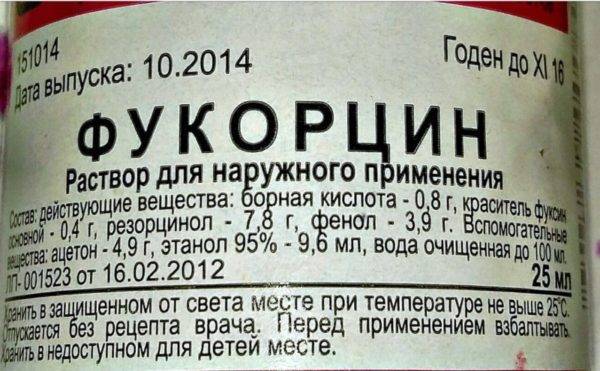 151014
Дата выпуска: 10.2014
Годен до XI 16
ФУКОРЦИН
Раствор для наружного применения
Состав: действующие вещества: борная кислота - 0,8 г, краситель фуксин
основной - 0,4 г, резорцинол - 7,8 г, фенол - 3,9 г. Вспомогательные
вещества: ацетон - 4,9 г, этанол 95% - 9,6 мл, вода очищенная до 100 мл.
ЛП- 001523 от 16.02.2012
25 мл
Хранить в защищенном от света месте при температуре не выше 25°C.
Отпускается без рецепта врача. Перед применением взбалтывать.
Хранить в недоступном для детей месте.